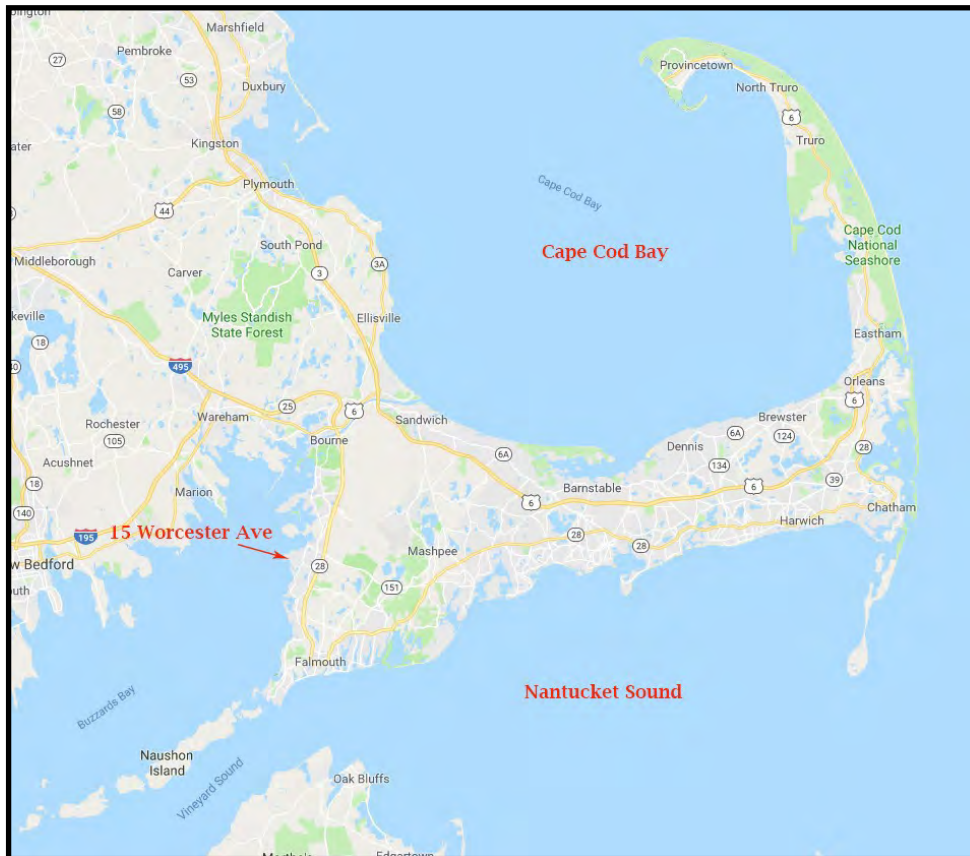 Marshfield
Pembroke
27
53
Duxbury
58
Kingston
Plymouth
44
Provincetown
North Truro
6
Truro
Cape Cod Bay
Cape Cod Bay
Cape Cod
National
Seashore
South Pond
3A
3
Middleborough
Carver
Myles Standish
State Forest
Ellisville
18
495
Eastham
Orleans
6
25
6
Wareham
Sandwich
Rochester
105
Bourne
6A
Brewster
6A
124
Dennis
28
Acushnet
134
18
Marion
Barnstable
6
6
39
140
Chatham
Harwich
195
15 Worcester Ave
28
28
Mashpee
Bedford
28
151
Falmouth
Nantucket Sound
Buzzards Bay
Naushon
Island
Vineyard Sound
Oak Bluffs